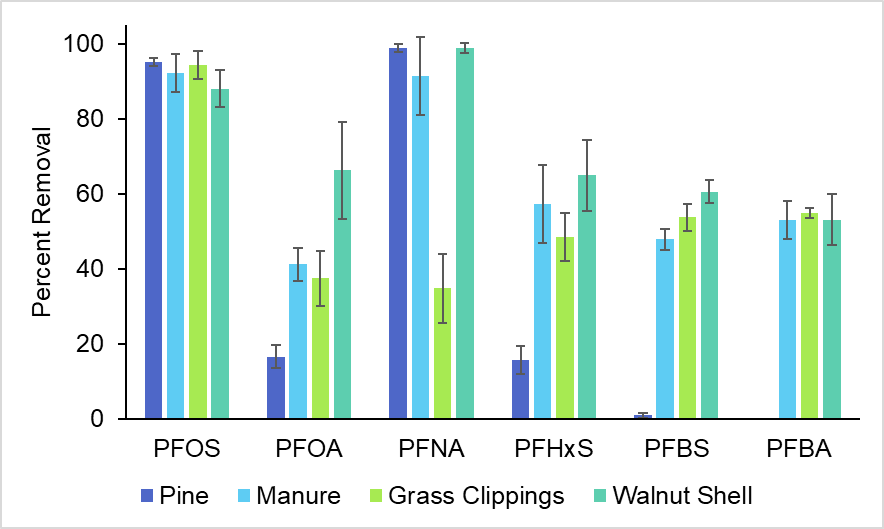 Percent Removal
100
80
60
40
20
0
PFOS PFOA PFNA PFHxS PFBS PFBA
Pine Manure Grass Clippings Walnut Shell